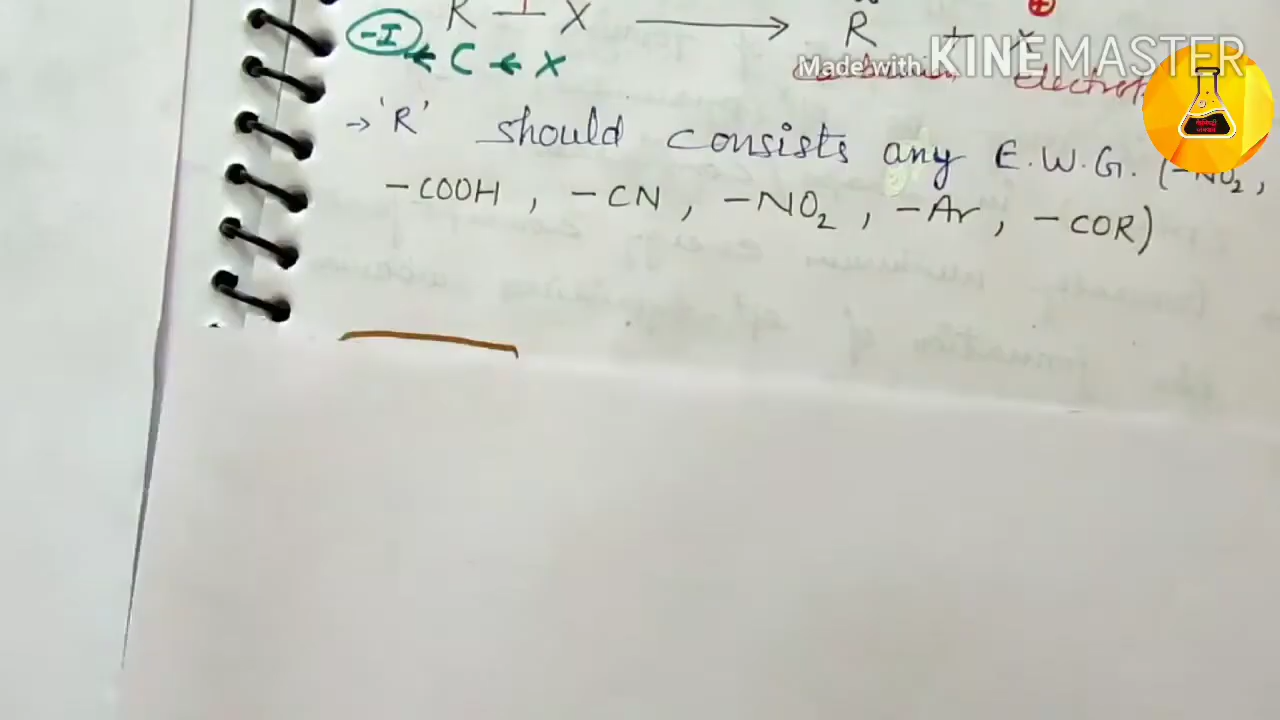 R — X → R̈ + X ⊕
-I ← C ← X
Made with KINEMASTER
→ 'R' should consists any E.W.G. (-NO₂,
-COOH, -CN, -NO₂, -Ar, -COR)